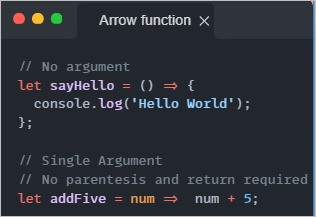 Arrow function ×
// No argument
let sayHello = () => {
console.log('Hello World');
};
// Single Argument
// No parentesis and return required
let addFive = num => num + 5;